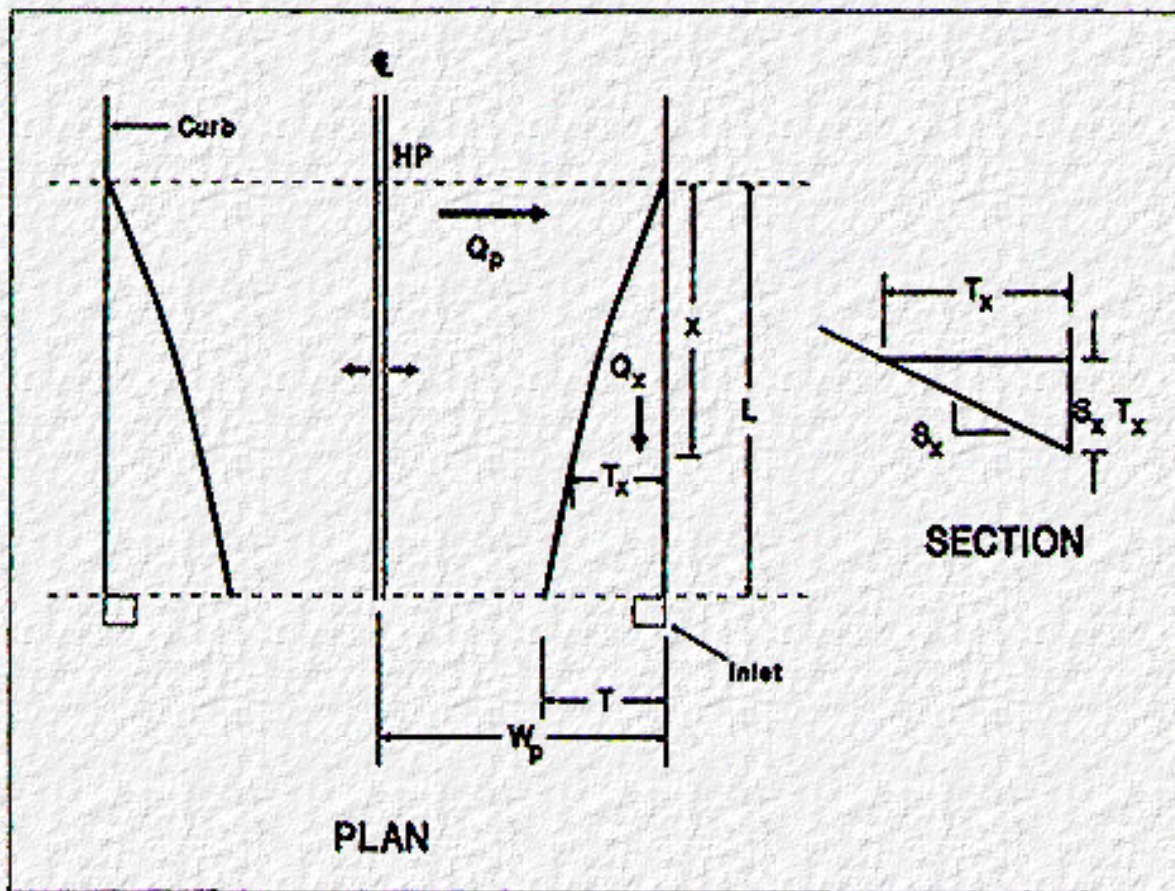 ℄
Curb
HP
Qp
X
Qx
L
Tx
Tx
Sx Tx
Sx
SECTION
Inlet
T
Wp
PLAN